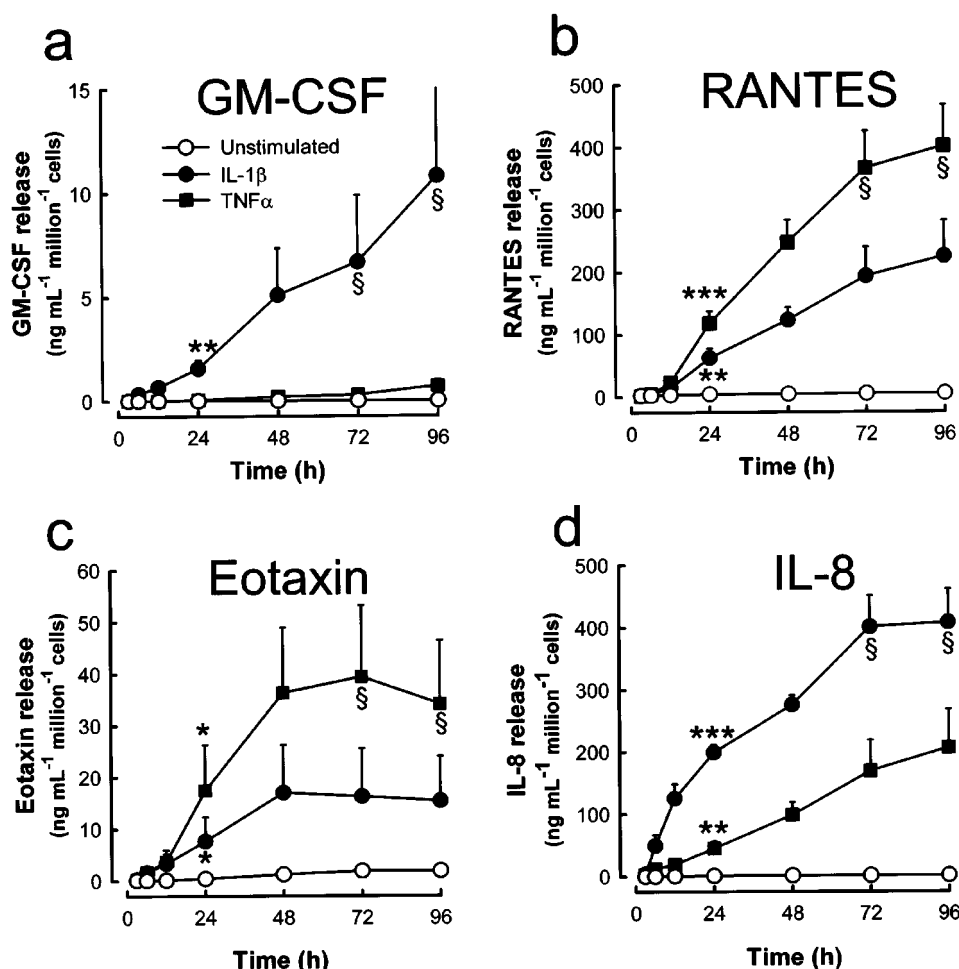 a
GM-CSF
GM-CSF release
(ng mL⁻¹ million⁻¹ cells)
15
10
5
0
Unstimulated
IL-1β
TNFα
**
§
§
0 24 48 72 96
Time (h)
b
RANTES
RANTES release
(ng mL⁻¹ million⁻¹ cells)
500
400
300
200
100
0
***
**
§
§
0 24 48 72 96
Time (h)
c
Eotaxin
Eotaxin release
(ng mL⁻¹ million⁻¹ cells)
60
50
40
30
20
10
0
*
*
§
§
0 24 48 72 96
Time (h)
d
IL-8
IL-8 release
(ng mL⁻¹ million⁻¹ cells)
500
400
300
200
100
0
***
**
§
§
0 24 48 72 96
Time (h)